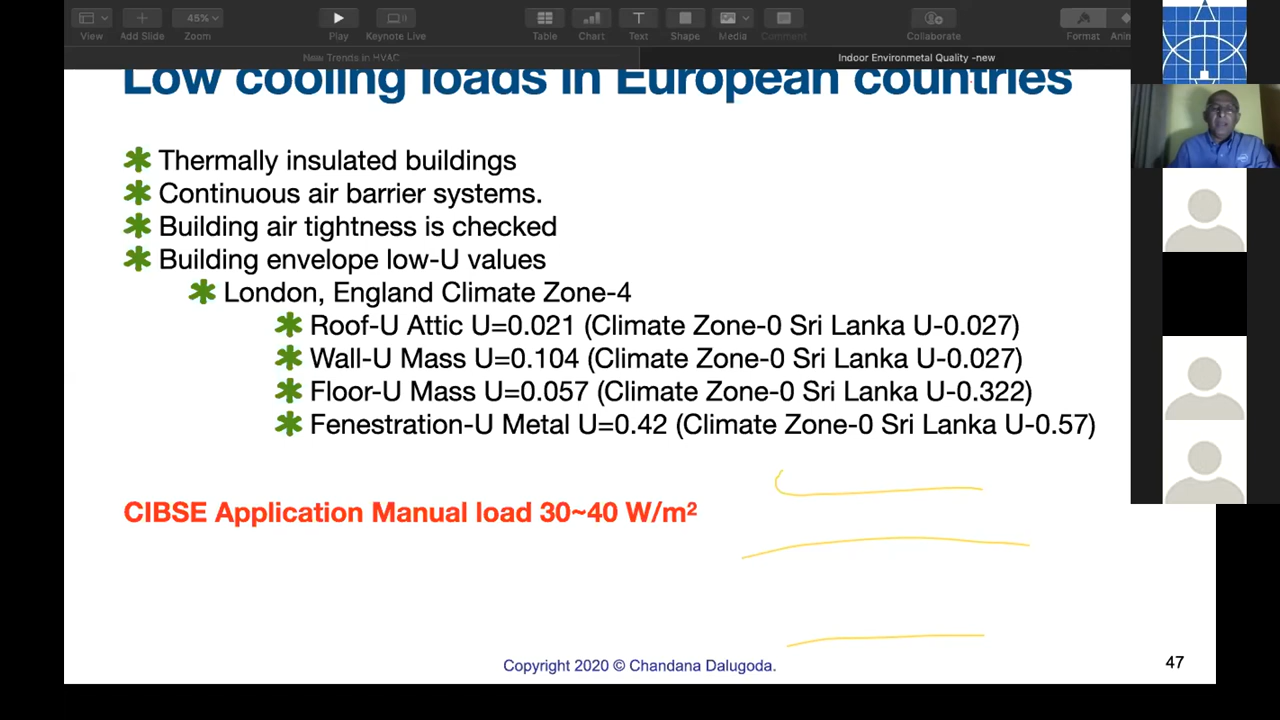 45%
View
Add Slide
Zoom
Play
Keynote Live
Table
Chart
Text
Shape
Media
Comment
Collaborate
Format
New Trends in HVAC
Indoor Environmetal Quality -new
Low cooling loads in European countries
Thermally insulated buildings
Continuous air barrier systems.
Building air tightness is checked
Building envelope low-U values
London, England Climate Zone-4
Roof-U Attic U=0.021 (Climate Zone-0 Sri Lanka U-0.027)
Wall-U Mass U=0.104 (Climate Zone-0 Sri Lanka U-0.027)
Floor-U Mass U=0.057 (Climate Zone-0 Sri Lanka U-0.322)
Fenestration-U Metal U=0.42 (Climate Zone-0 Sri Lanka U-0.57)
CIBSE Application Manual load 30~40 W/m²
Copyright 2020 © Chandana Dalugoda.
47